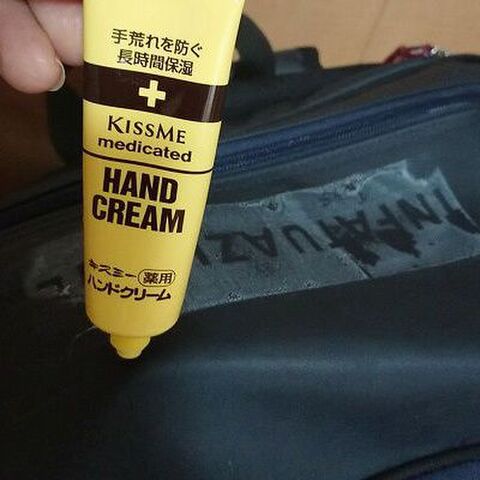 手荒れを防ぐ
長時間保湿
KISSME
medicated
HAND
CREAM
キスミー 薬用
ハンドクリーム